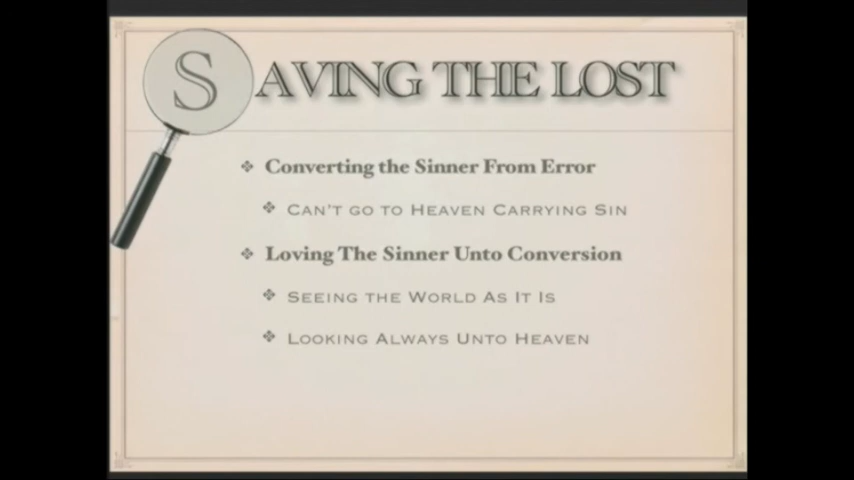 SAVING THE LOST
❖ Converting the Sinner From Error
❖ Can't go to Heaven Carrying Sin
❖ Loving The Sinner Unto Conversion
❖ Seeing the World As It Is
❖ Looking Always Unto Heaven